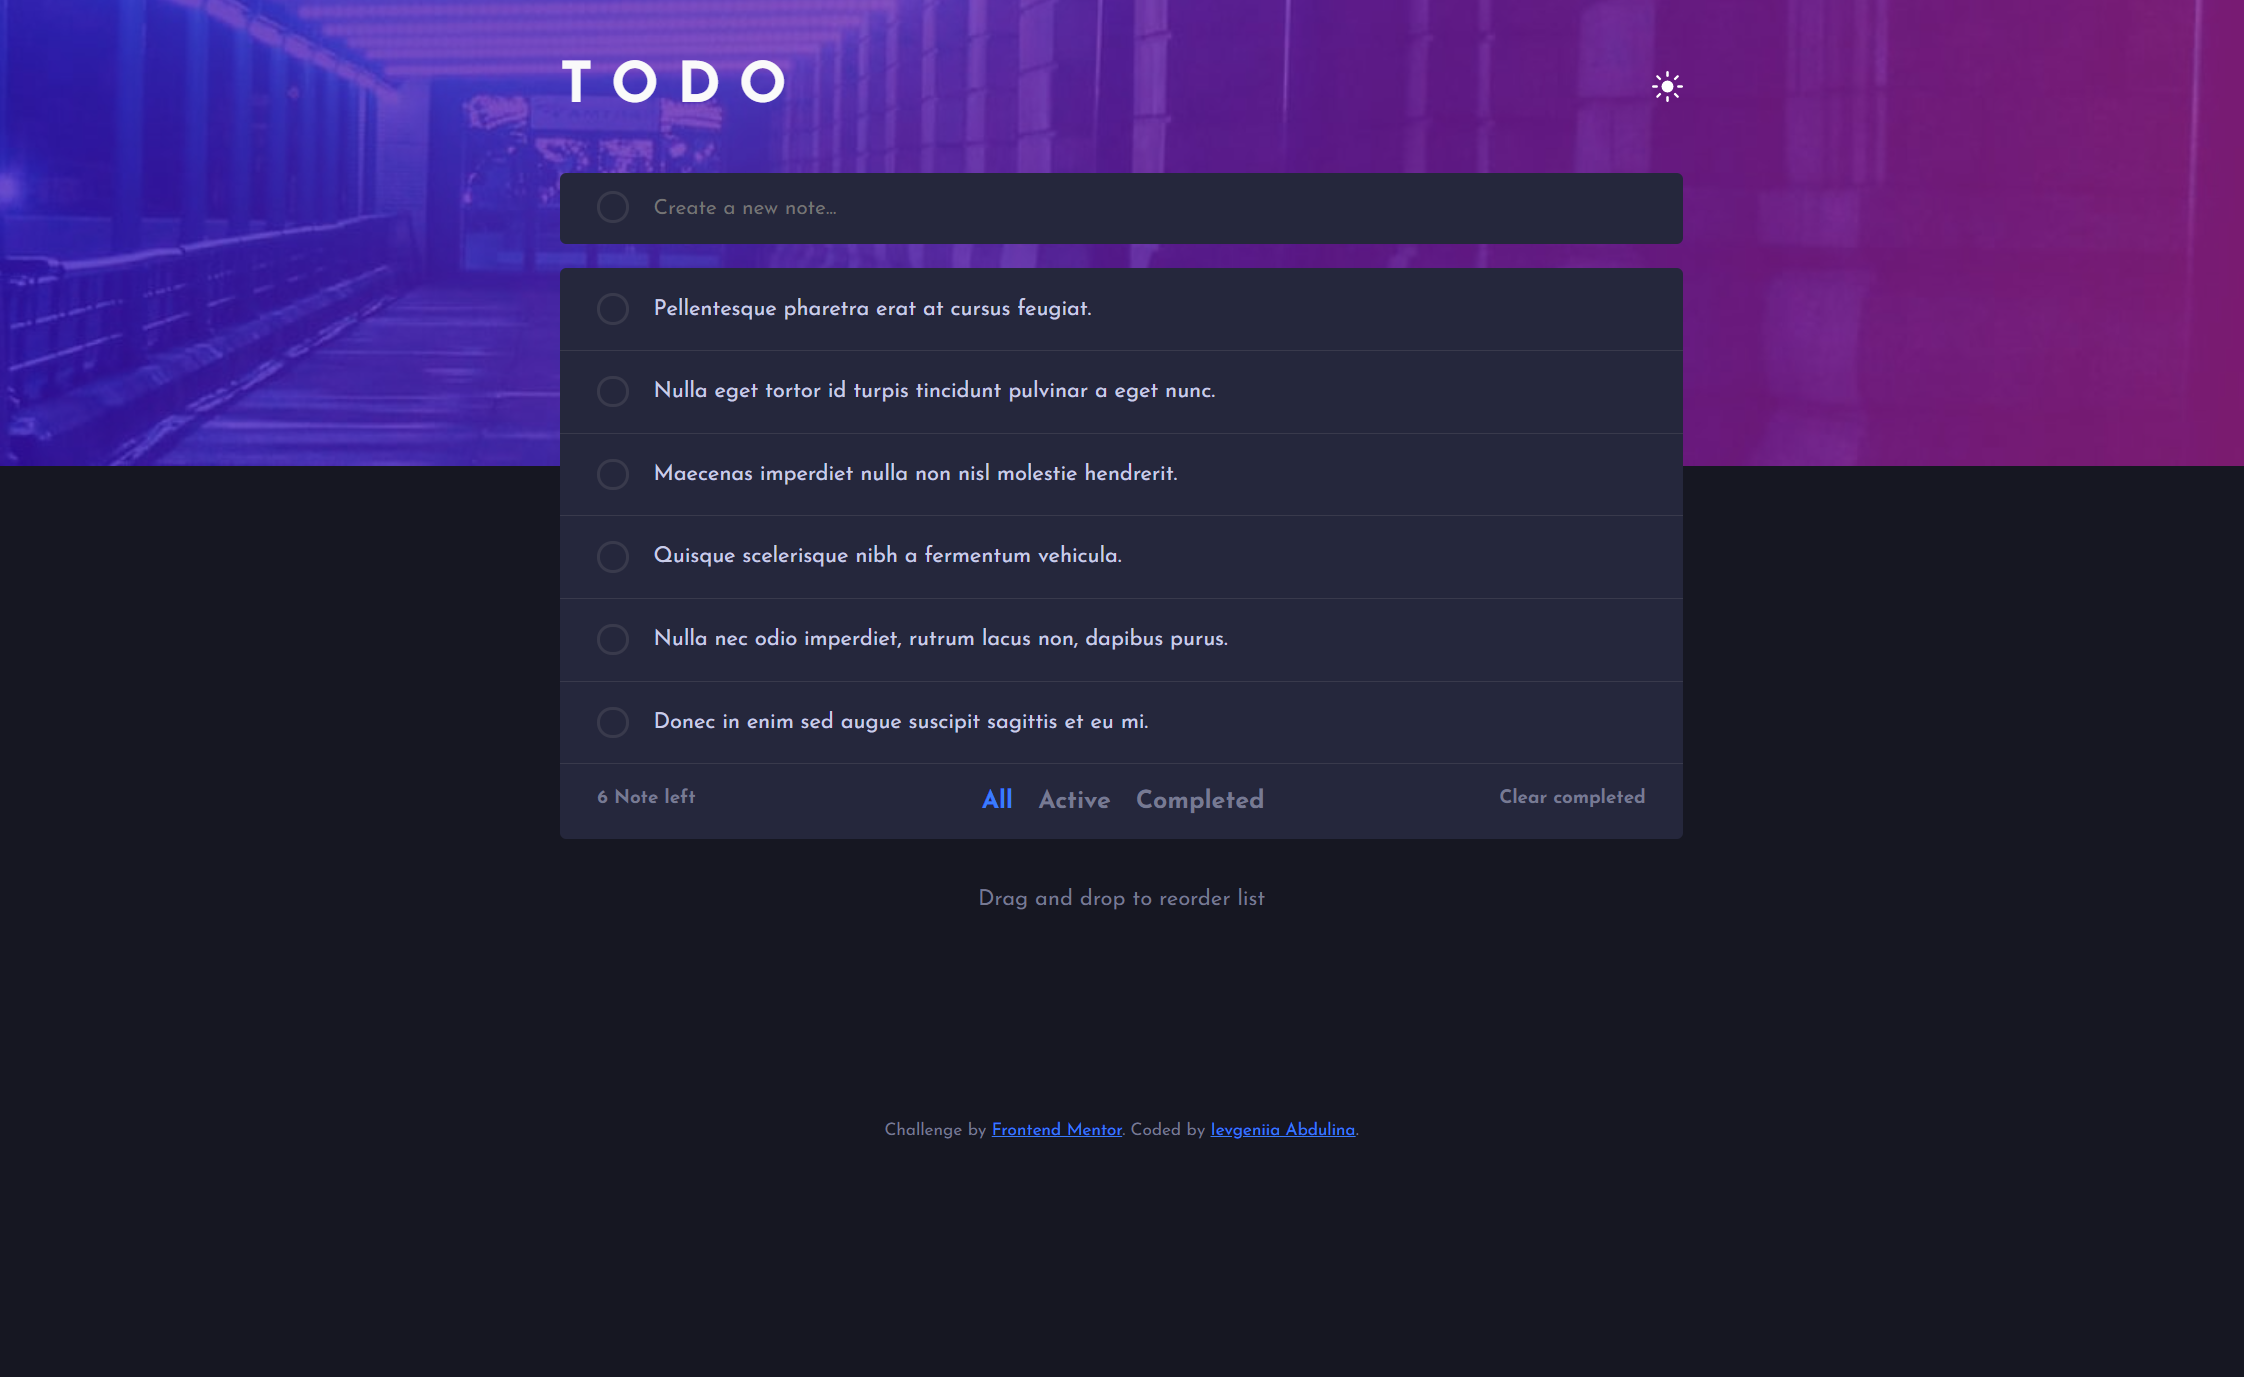 TODO
Create a new note...
Pellentesque pharetra erat at cursus feugiat.
Nulla eget tortor id turpis tincidunt pulvinar a eget nunc.
Maecenas imperdiet nulla non nisl molestie hendrerit.
Quisque scelerisque nibh a fermentum vehicula.
Nulla nec odio imperdiet, rutrum lacus non, dapibus purus.
Donec in enim sed augue suscipit sagittis et eu mi.
6 Note left All Active Completed Clear completed
Drag and drop to reorder list
Challenge by Frontend Mentor. Coded by Ievgeniia Abdulina.